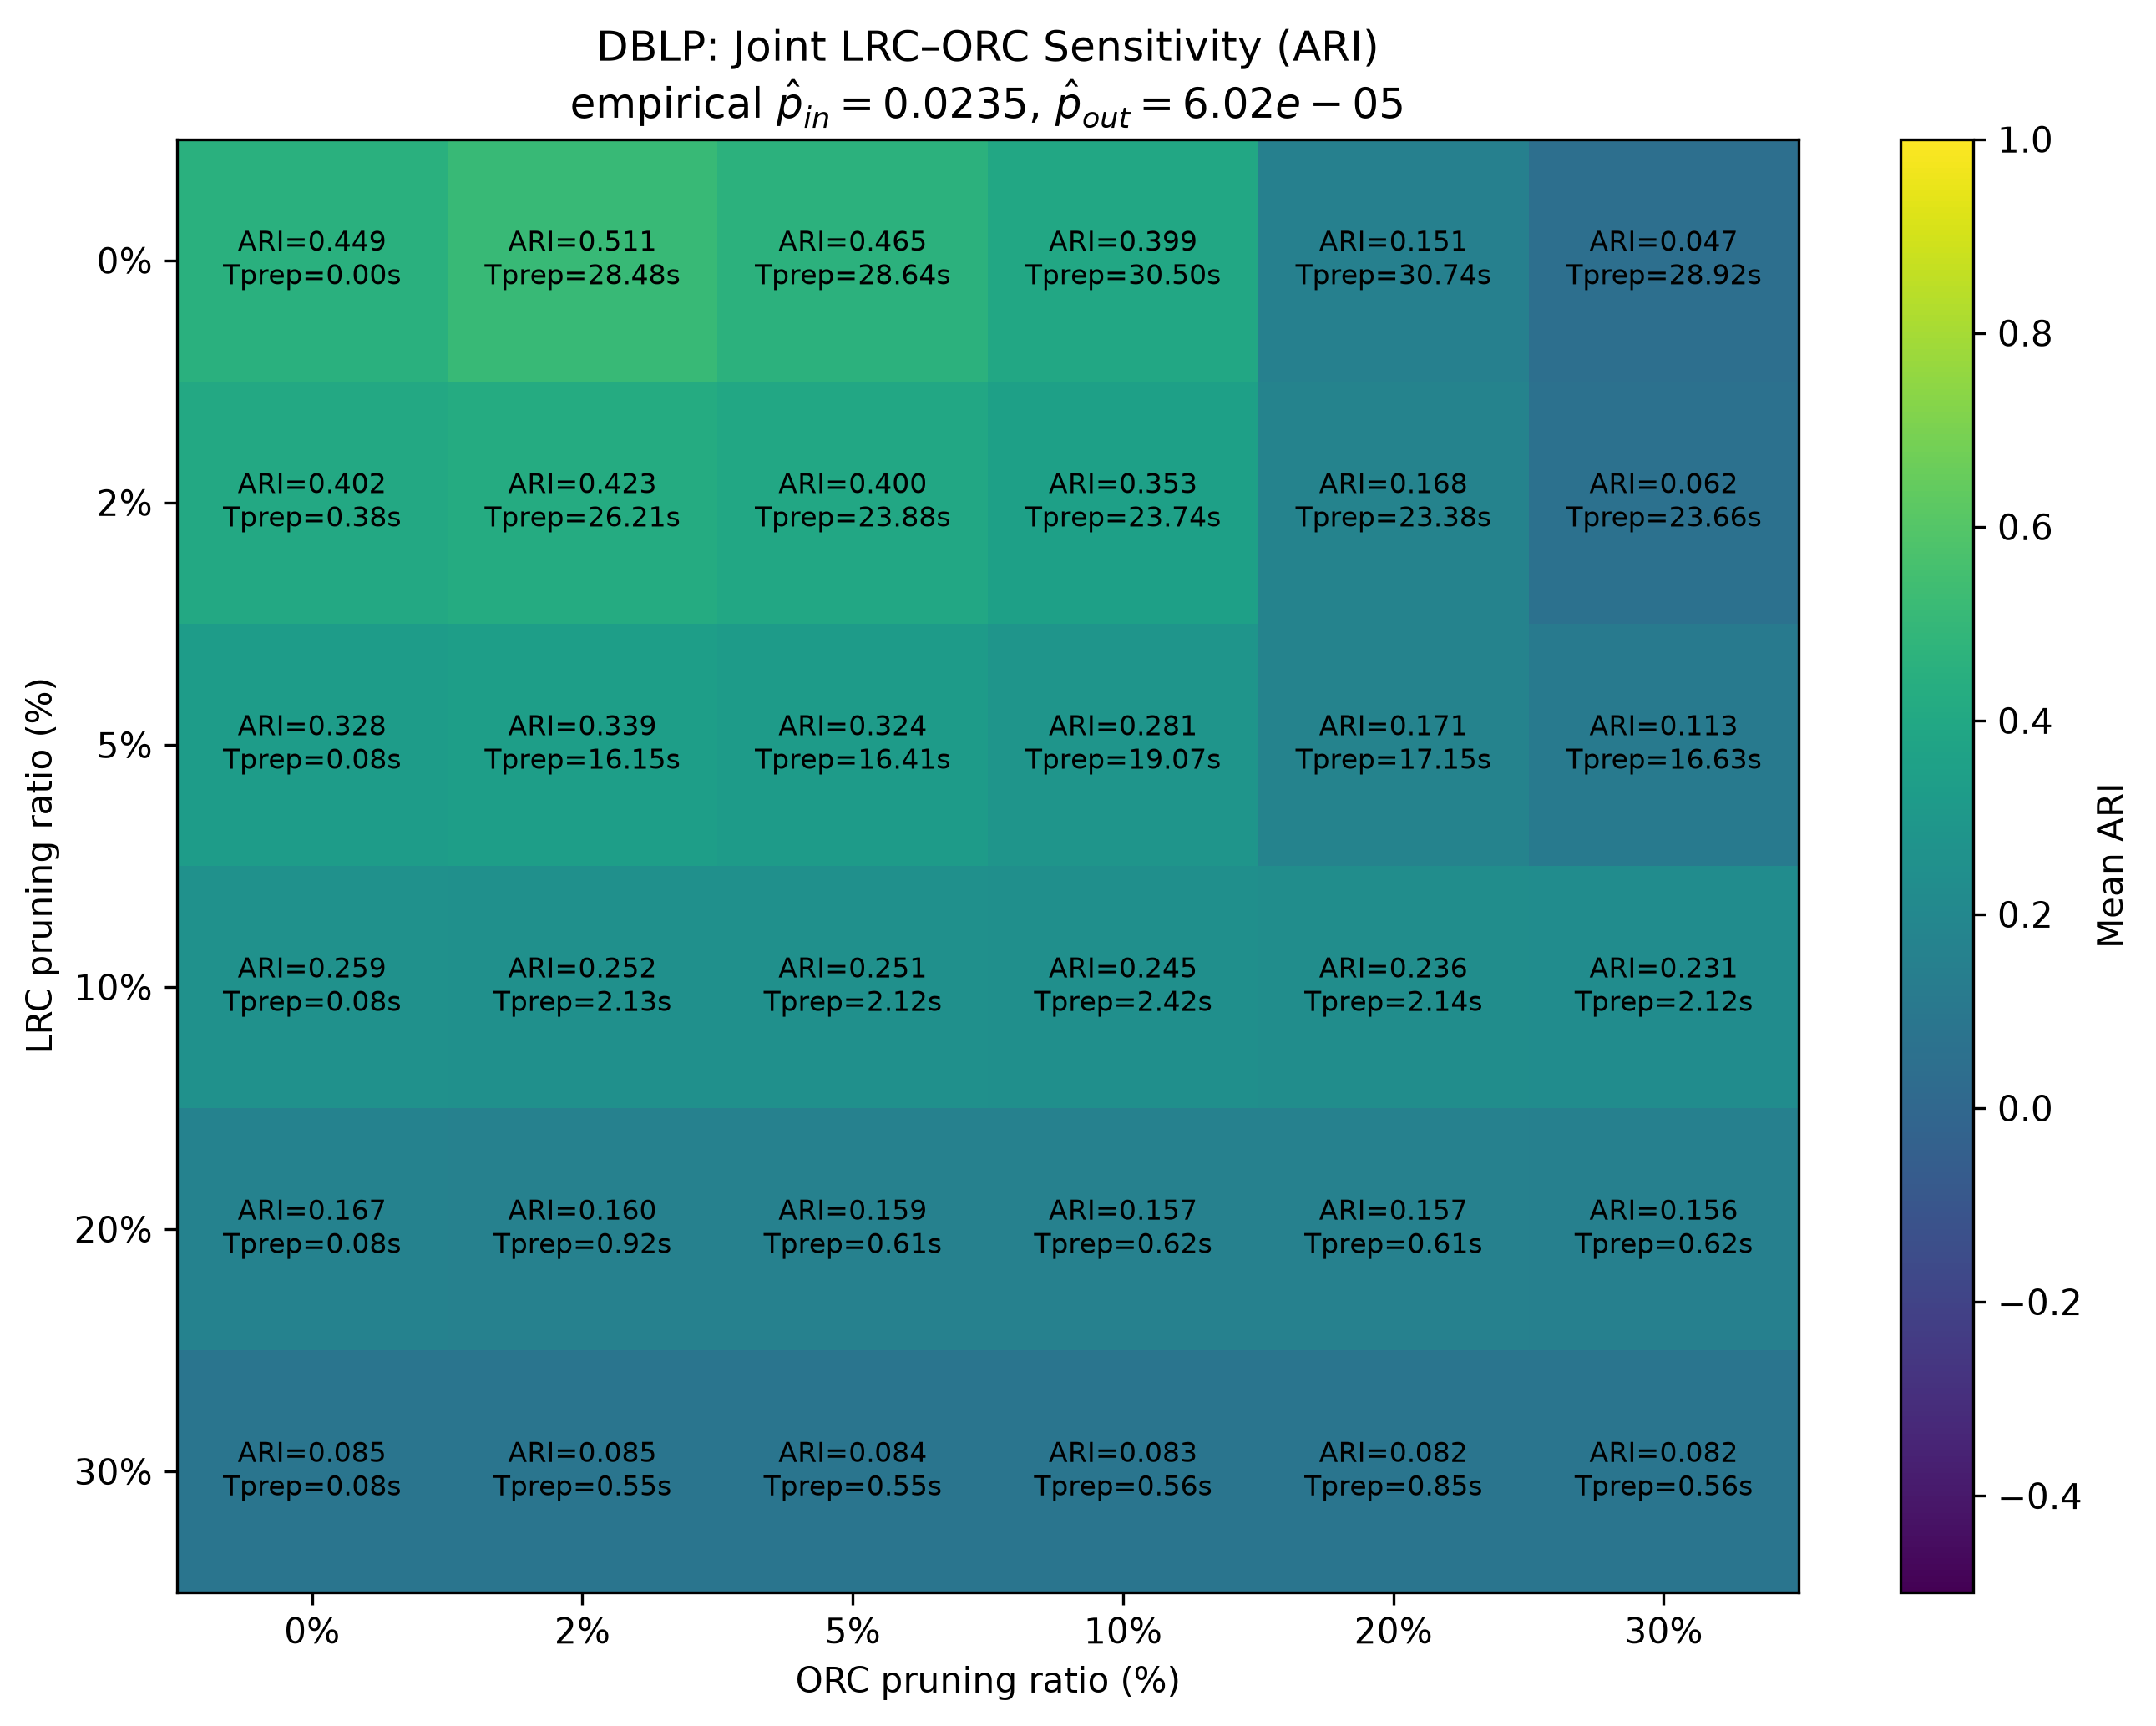 DBLP: Joint LRC–ORC Sensitivity (ARI)
empirical p̂_in = 0.0235, p̂_out = 6.02e − 05
0%
ARI=0.449 ARI=0.511 ARI=0.465 ARI=0.399 ARI=0.151 ARI=0.047
Tprep=0.00s Tprep=28.48s Tprep=28.64s Tprep=30.50s Tprep=30.74s Tprep=28.92s
2%
ARI=0.402 ARI=0.423 ARI=0.400 ARI=0.353 ARI=0.168 ARI=0.062
Tprep=0.38s Tprep=26.21s Tprep=23.88s Tprep=23.74s Tprep=23.38s Tprep=23.66s
5%
ARI=0.328 ARI=0.339 ARI=0.324 ARI=0.281 ARI=0.171 ARI=0.113
Tprep=0.08s Tprep=16.15s Tprep=16.41s Tprep=19.07s Tprep=17.15s Tprep=16.63s
10%
ARI=0.259 ARI=0.252 ARI=0.251 ARI=0.245 ARI=0.236 ARI=0.231
Tprep=0.08s Tprep=2.13s Tprep=2.12s Tprep=2.42s Tprep=2.14s Tprep=2.12s
20%
ARI=0.167 ARI=0.160 ARI=0.159 ARI=0.157 ARI=0.157 ARI=0.156
Tprep=0.08s Tprep=0.92s Tprep=0.61s Tprep=0.62s Tprep=0.61s Tprep=0.62s
30%
ARI=0.085 ARI=0.085 ARI=0.084 ARI=0.083 ARI=0.082 ARI=0.082
Tprep=0.08s Tprep=0.55s Tprep=0.55s Tprep=0.56s Tprep=0.85s Tprep=0.56s
LRC pruning ratio (%)
0% 2% 5% 10% 20% 30%
ORC pruning ratio (%)
1.0
0.8
0.6
0.4
0.2
0.0
−0.2
−0.4
Mean ARI